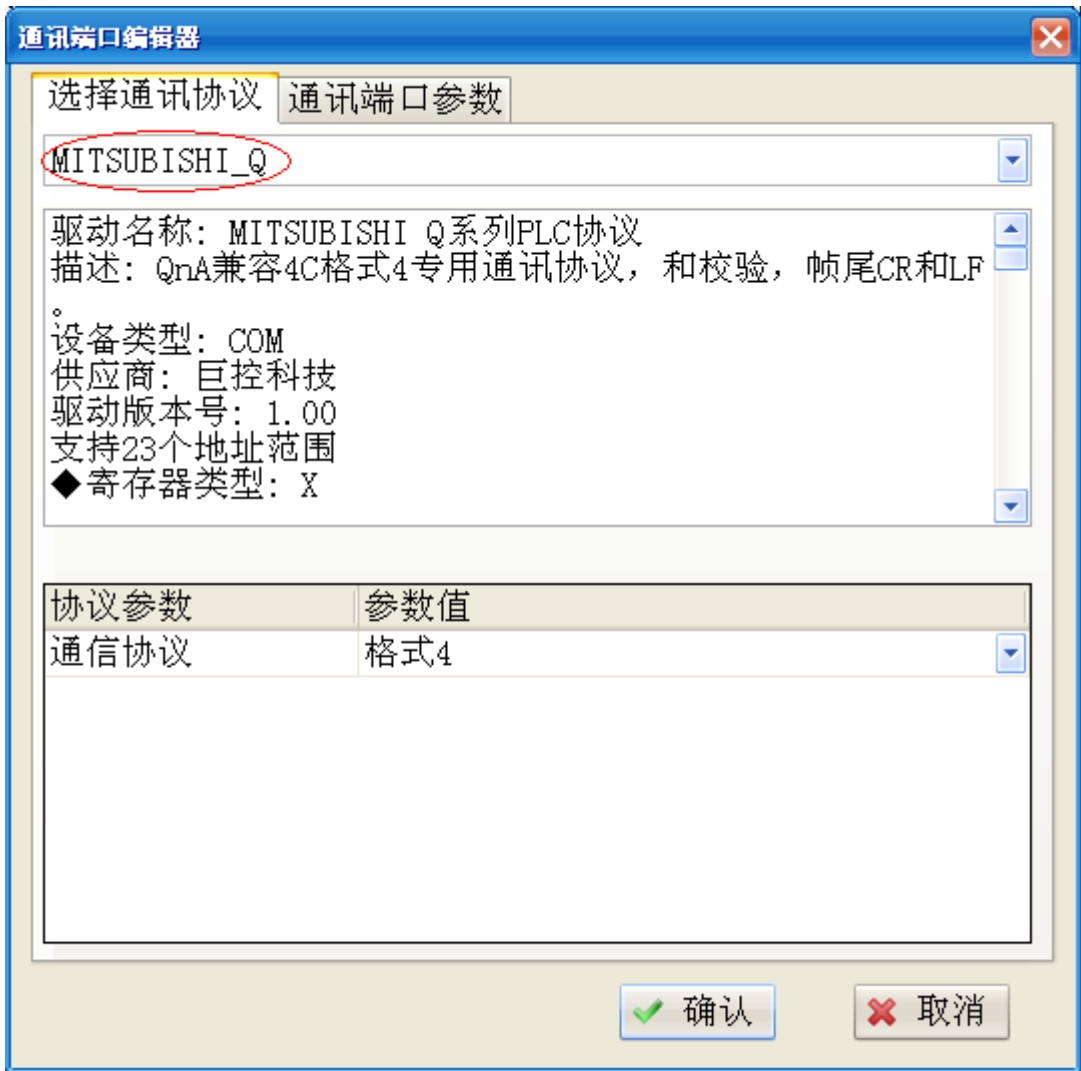 通讯端口编辑器
选择通讯协议 通讯端口参数
MITSUBISHI_Q
驱动名称: MITSUBISHI Q系列PLC协议
描述: QnA兼容4C格式4专用通讯协议，和校验，帧尾CR和LF
。
设备类型: COM
供应商: 巨控科技
驱动版本号: 1.00
支持23个地址范围
◆寄存器类型: X
协议参数 参数值
通信协议 格式4
确认 取消